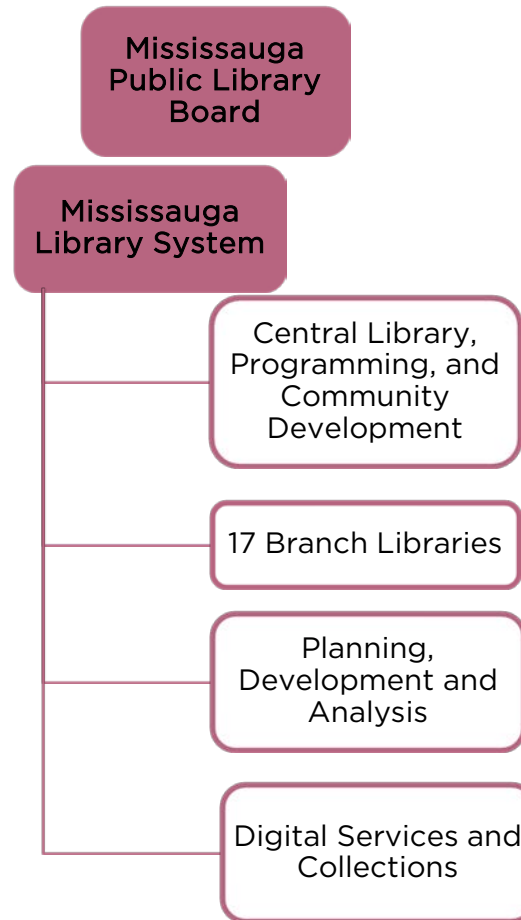 Mississauga
Public Library
Board
Mississauga
Library System
Central Library,
Programming, and
Community
Development
17 Branch Libraries
Planning,
Development and
Analysis
Digital Services and
Collections